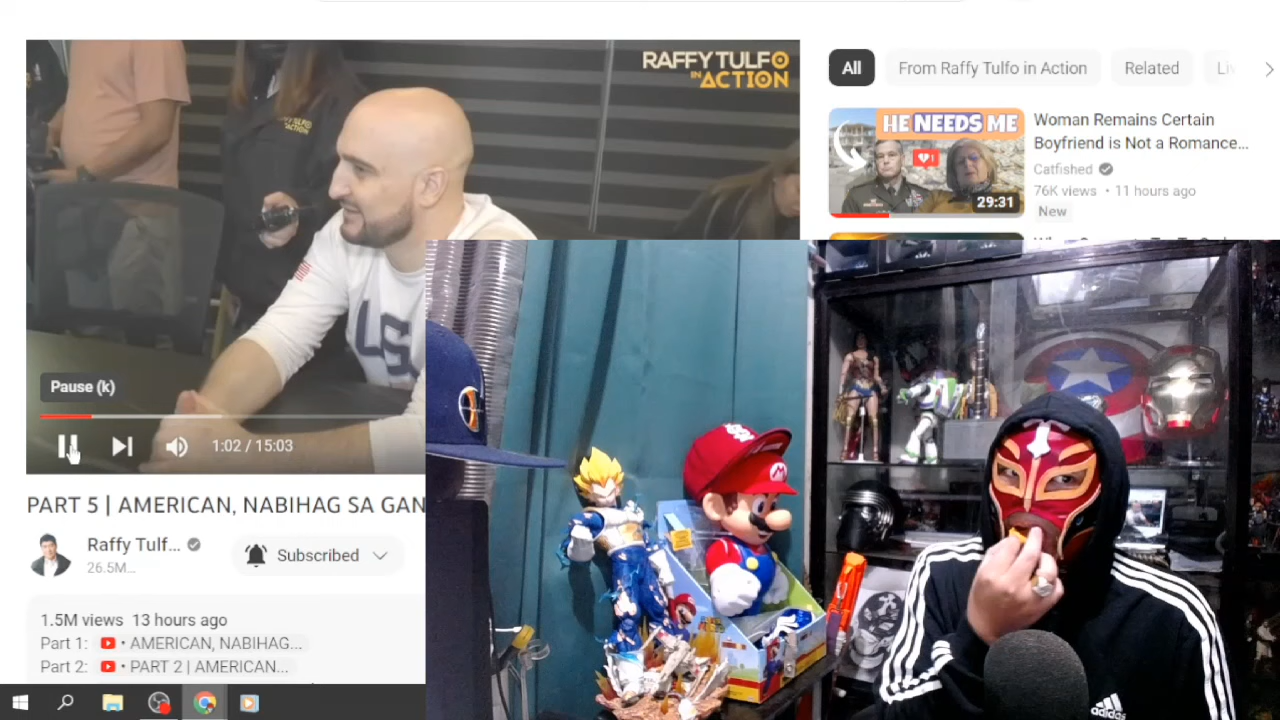 RAFFY TULFO
IN ACTION
Pause (k)
1:02 / 15:03
PART 5 | AMERICAN, NABIHAG SA GAN
Raffy Tulf...
26.5M...
Subscribed
1.5M views 13 hours ago
Part 1: • AMERICAN, NABIHAG...
Part 2: • PART 2 | AMERICAN...
All
From Raffy Tulfo in Action
Related
HE NEEDS ME
29:31
Woman Remains Certain
Boyfriend is Not a Romance...
Catfished
76K views • 11 hours ago
New
adidas